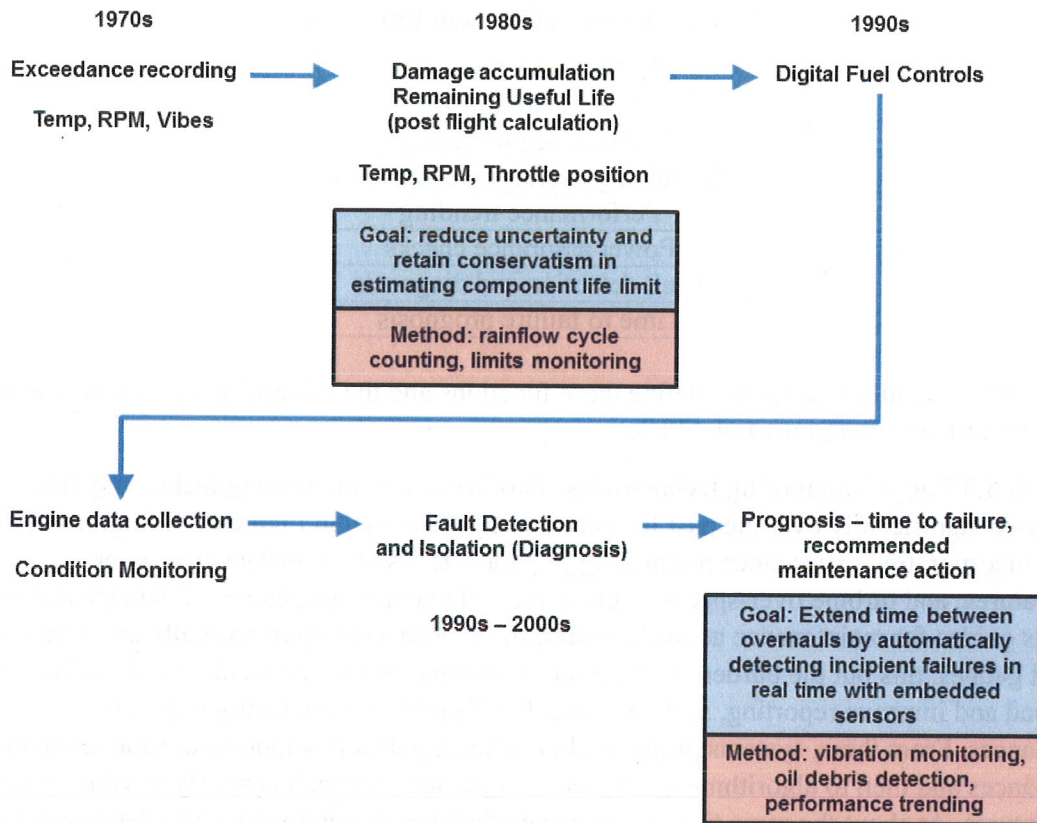 1970s
1980s
1990s
Exceedance recording
Temp, RPM, Vibes
Damage accumulation
Remaining Useful Life
(post flight calculation)
Temp, RPM, Throttle position
Digital Fuel Controls
Goal: reduce uncertainty and
retain conservatism in
estimating component life limit
Method: rainflow cycle
counting, limits monitoring
Engine data collection
Condition Monitoring
Fault Detection
and Isolation (Diagnosis)
1990s – 2000s
Prognosis – time to failure,
recommended
maintenance action
Goal: Extend time between
overhauls by automatically
detecting incipient failures in
real time with embedded
sensors
Method: vibration monitoring,
oil debris detection,
performance trending